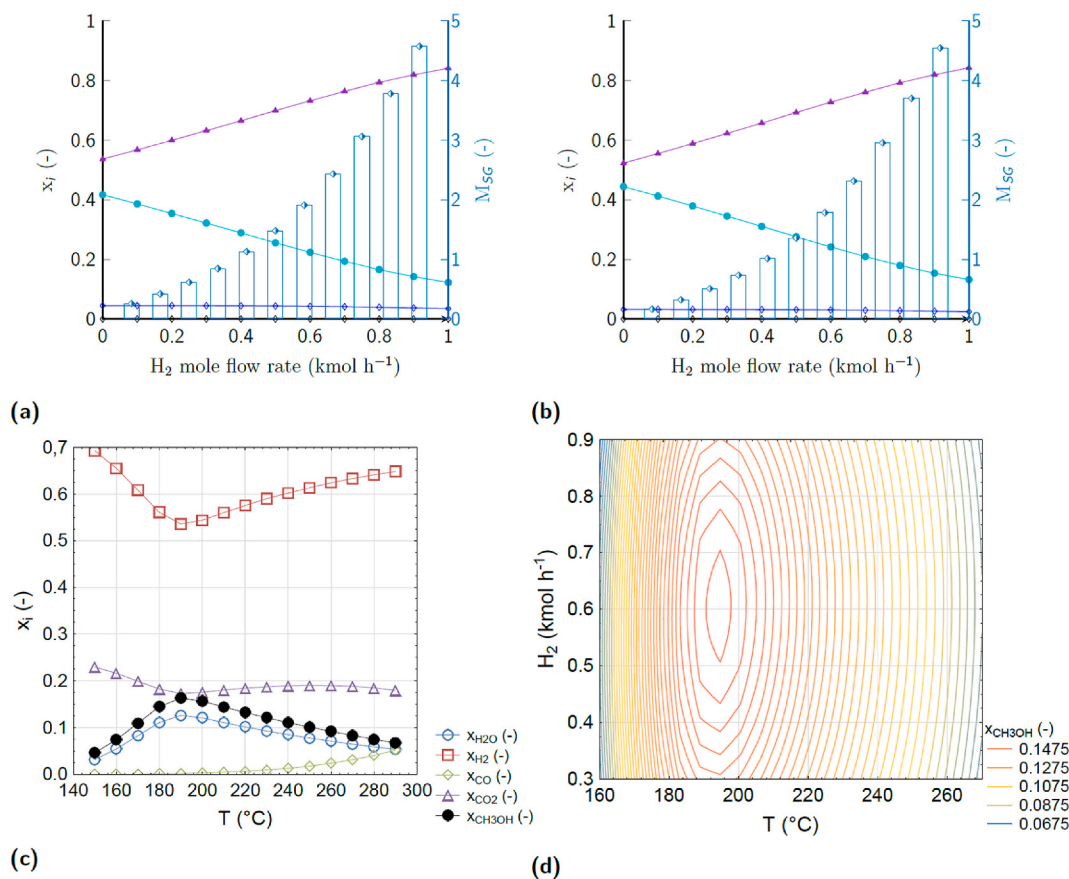 1
0.8
0.6
0.4
0.2
0
x_i (-)
5
4
3
2
1
0
M_SG (-)
0 0.2 0.4 0.6 0.8 1
H₂ mole flow rate (kmol h⁻¹)
(a)
1
0.8
0.6
0.4
0.2
0
x_i (-)
5
4
3
2
1
0
M_SG (-)
0 0.2 0.4 0.6 0.8 1
H₂ mole flow rate (kmol h⁻¹)
(b)
0,7
0.6
0.5
0.4
0.3
0.2
0.1
0.0
x_i (-)
140 160 180 200 220 240 260 280 300
T (°C)
x_H2O (-)
x_H2 (-)
x_CO (-)
x_CO2 (-)
x_CH3OH (-)
(c)
0.9
0.8
0.7
0.6
0.5
0.4
0.3
H₂ (kmol h⁻¹)
160 180 200 220 240 260
T (°C)
x_CH3OH (-)
0.1475
0.1275
0.1075
0.0875
0.0675
(d)